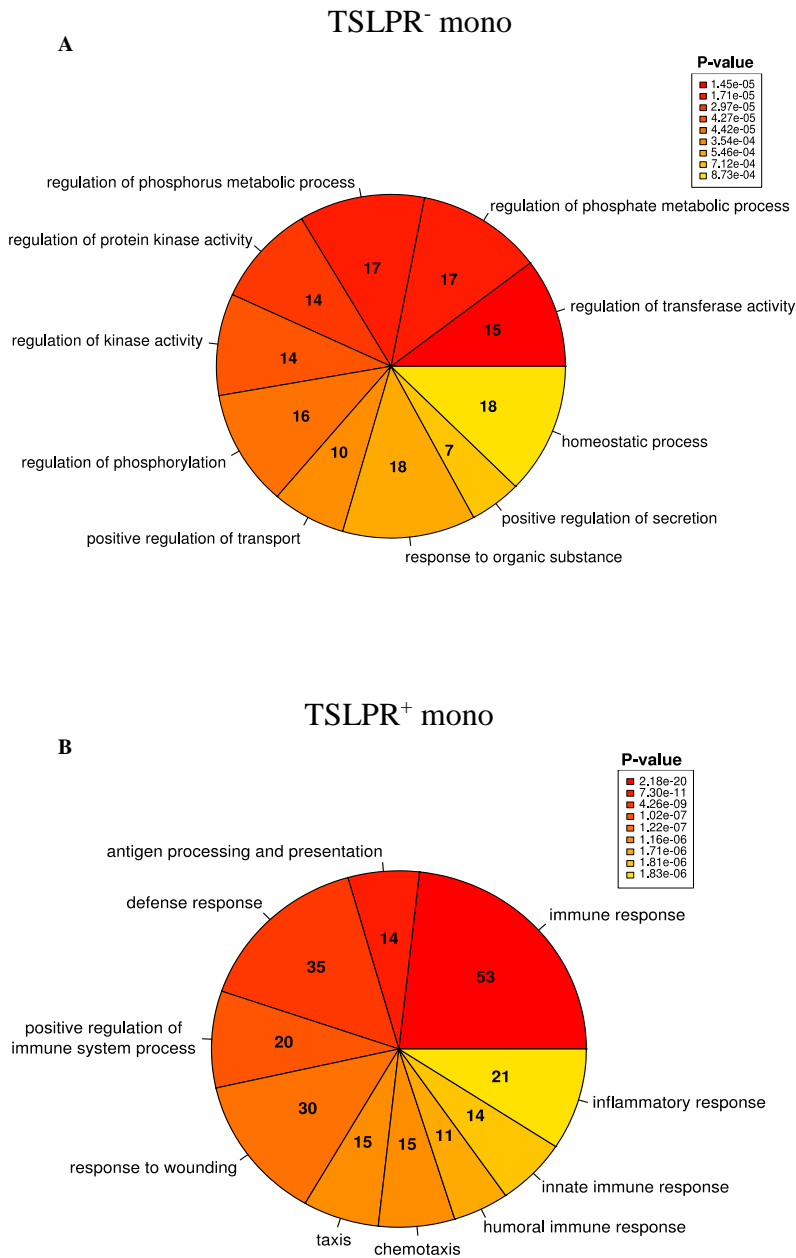 TSLPR- mono
A
P-value
1.45e-05
1.71e-05
2.97e-05
4.27e-05
4.42e-05
3.54e-04
5.46e-04
7.12e-04
8.73e-04
regulation of phosphorus metabolic process
regulation of phosphate metabolic process
regulation of protein kinase activity
regulation of transferase activity
regulation of kinase activity
homeostatic process
regulation of phosphorylation
positive regulation of secretion
positive regulation of transport
response to organic substance
17
17
14
15
14
16
18
10
18
7
TSLPR+ mono
B
P-value
2.18e-20
7.30e-11
4.26e-09
1.02e-07
1.22e-07
1.16e-06
1.71e-06
1.81e-06
1.83e-06
antigen processing and presentation
defense response
immune response
positive regulation of
immune system process
inflammatory response
response to wounding
innate immune response
humoral immune response
taxis
chemotaxis
14
35
53
20
21
30
14
15
15
11